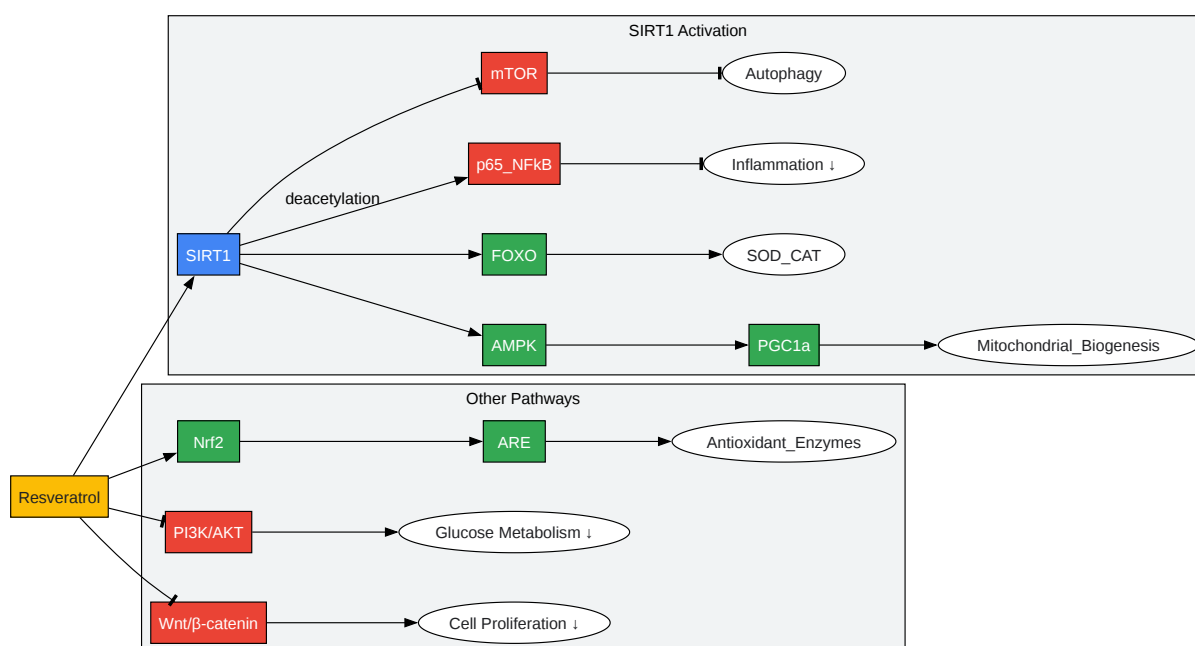 SIRT1 Activation
mTOR
Autophagy
p65_NFkB
Inflammation ↓
deacetylation
SIRT1
FOXO
SOD_CAT
AMPK
PGC1a
Mitochondrial_Biogenesis
Other Pathways
Nrf2
ARE
Antioxidant_Enzymes
Resveratrol
PI3K/AKT
Glucose Metabolism ↓
Wnt/β-catenin
Cell Proliferation ↓